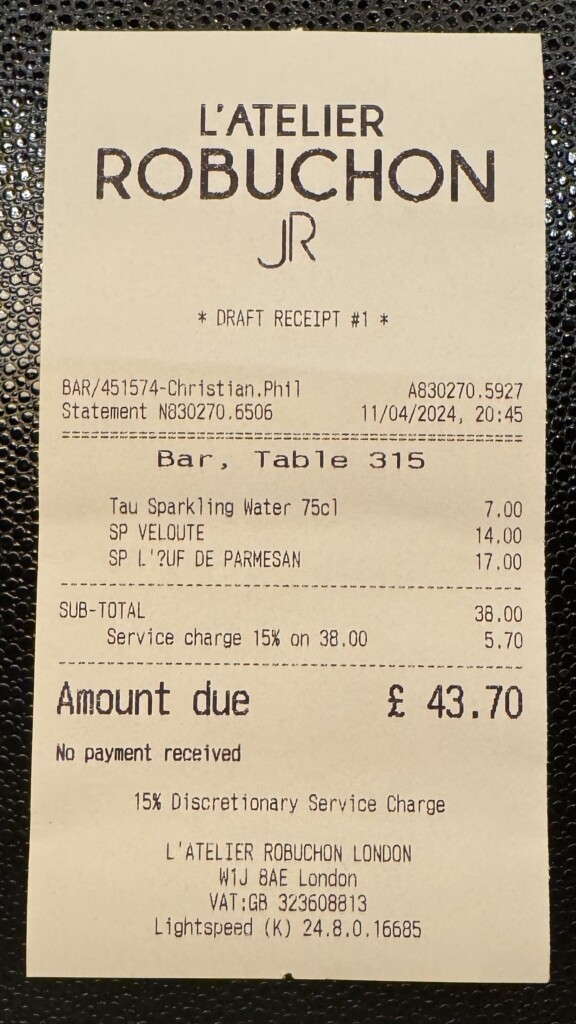 L'ATELIER
ROBUCHON
JR
* DRAFT RECEIPT #1 *
BAR/451574-Christian.Phil A830270.5927
Statement N830270.6506 11/04/2024, 20:45
Bar, Table 315
Tau Sparkling Water 75cl 7.00
SP VELOUTE 14.00
SP L'?UF DE PARMESAN 17.00
SUB-TOTAL 38.00
Service charge 15% on 38.00 5.70
Amount due £ 43.70
No payment received
15% Discretionary Service Charge
L'ATELIER ROBUCHON LONDON
W1J 8AE London
VAT:GB 323608813
Lightspeed (K) 24.8.0.16685